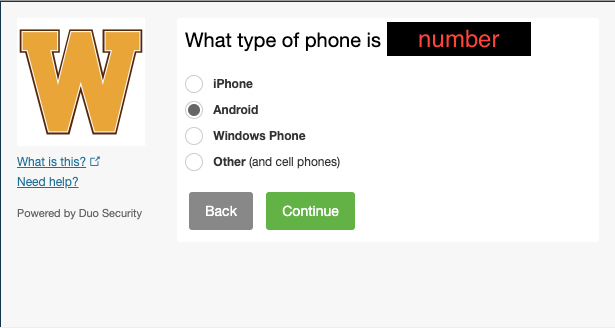 W
What is this?
Need help?
Powered by Duo Security
What type of phone is number
iPhone
Android
Windows Phone
Other (and cell phones)
Back
Continue